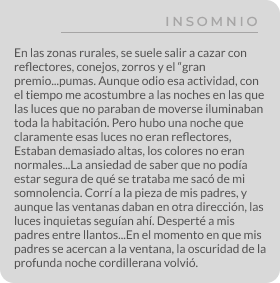 INSOMNIO
En las zonas rurales, se suele salir a cazar con
reflectores, conejos, zorros y el “gran
premio...pumas. Aunque odio esa actividad, con
el tiempo me acostumbre a las noches en las que
las luces que no paraban de moverse iluminaban
toda la habitación. Pero hubo una noche que
claramente esas luces no eran reflectores,
Estaban demasiado altas, los colores no eran
normales...La ansiedad de saber que no podía
estar segura de qué se trataba me sacó de mi
somnolencia. Corrí a la pieza de mis padres, y
aunque las ventanas daban en otra dirección, las
luces inquietas seguían ahí. Desperté a mis
padres entre llantos...En el momento en que mis
padres se acercan a la ventana, la oscuridad de la
profunda noche cordillerana volvió.